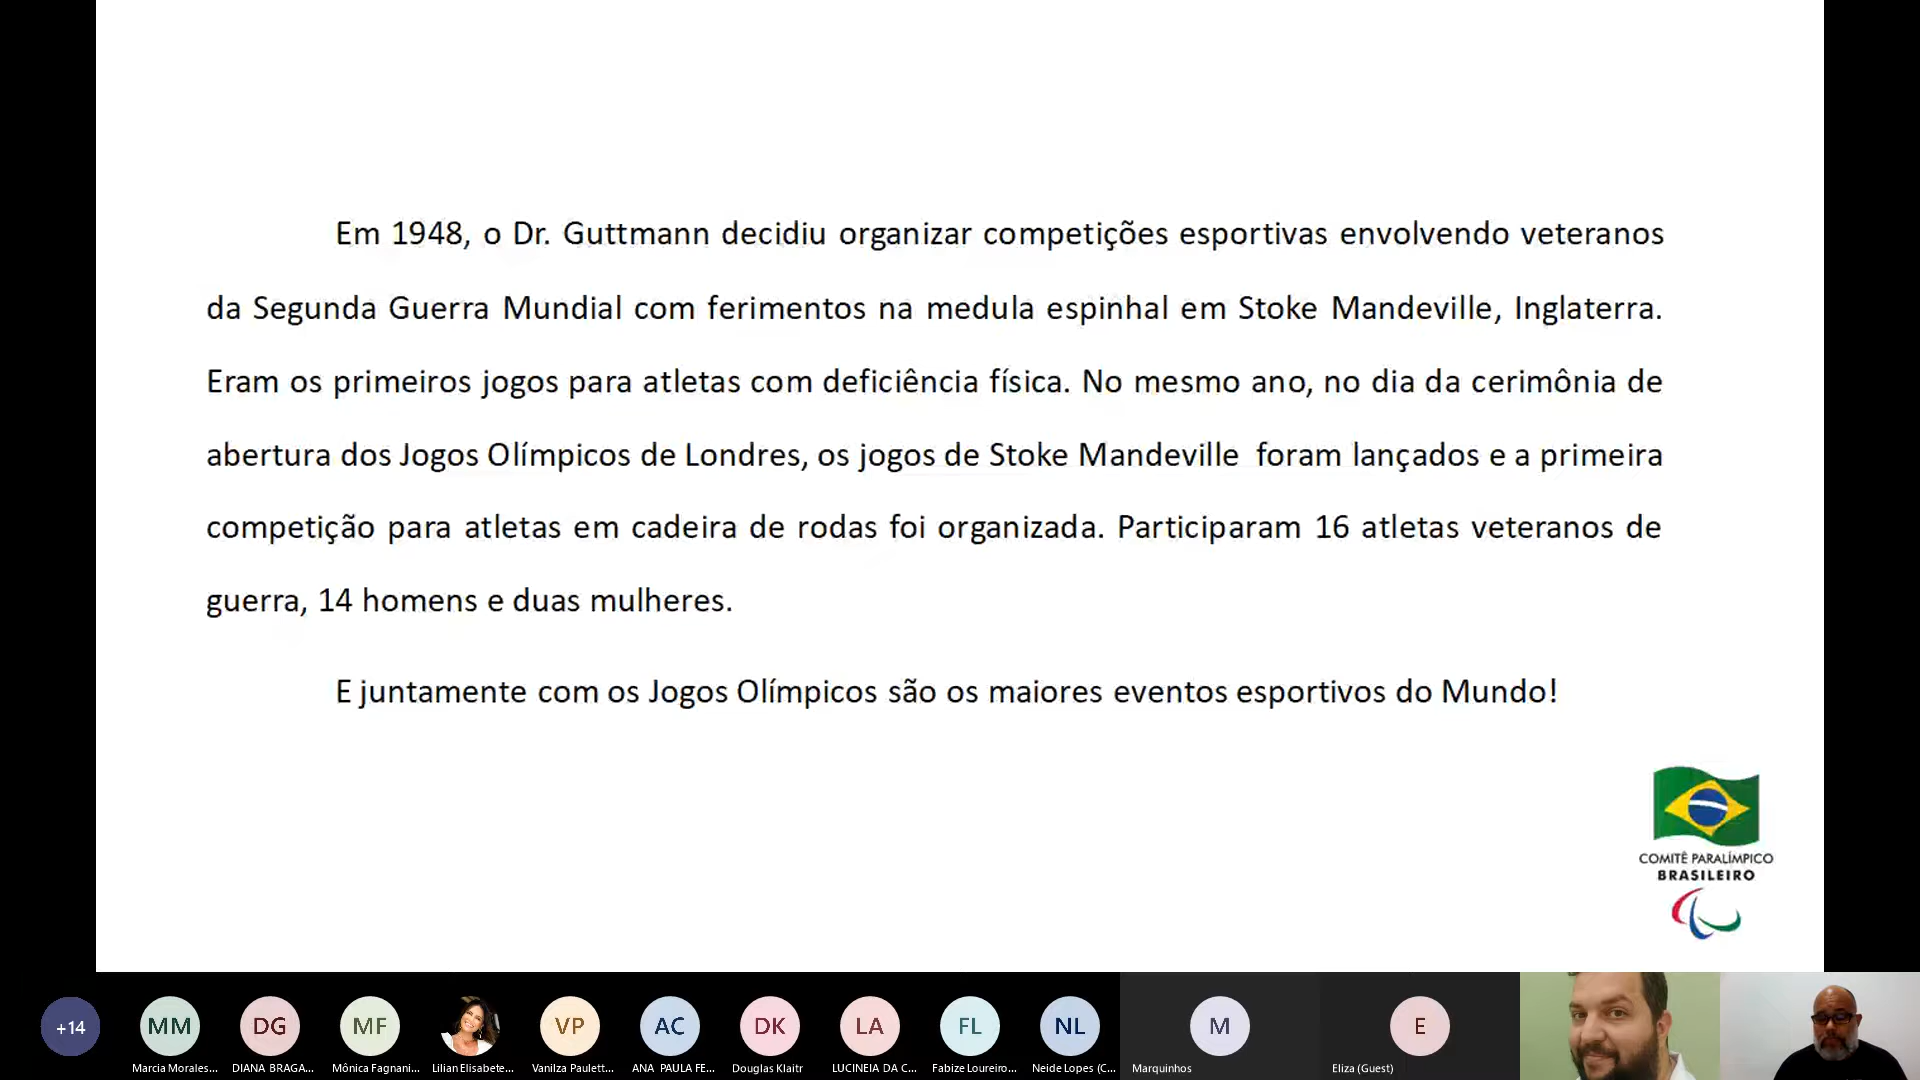 Em 1948, o Dr. Guttmann decidiu organizar competições esportivas envolvendo veteranos
da Segunda Guerra Mundial com ferimentos na medula espinhal em Stoke Mandeville, Inglaterra.
Eram os primeiros jogos para atletas com deficiência física. No mesmo ano, no dia da cerimônia de
abertura dos Jogos Olímpicos de Londres, os jogos de Stoke Mandeville foram lançados e a primeira
competição para atletas em cadeira de rodas foi organizada. Participaram 16 atletas veteranos de
guerra, 14 homens e duas mulheres.
E juntamente com os Jogos Olímpicos são os maiores eventos esportivos do Mundo!
COMITÊ PARALÍMPICO
BRASILEIRO
+14 MM DG MF VP AC DK LA FL NL M E
Marcia Morales... DIANA BRAGA... Mônica Fagnani... Lilian Elisabete... Vanilza Paulett... ANA PAULA FE... Douglas Klaitr LUCINEIA DA C... Fabize Loureiro... Neide Lopes (C... Marquinhos Eliza (Guest)